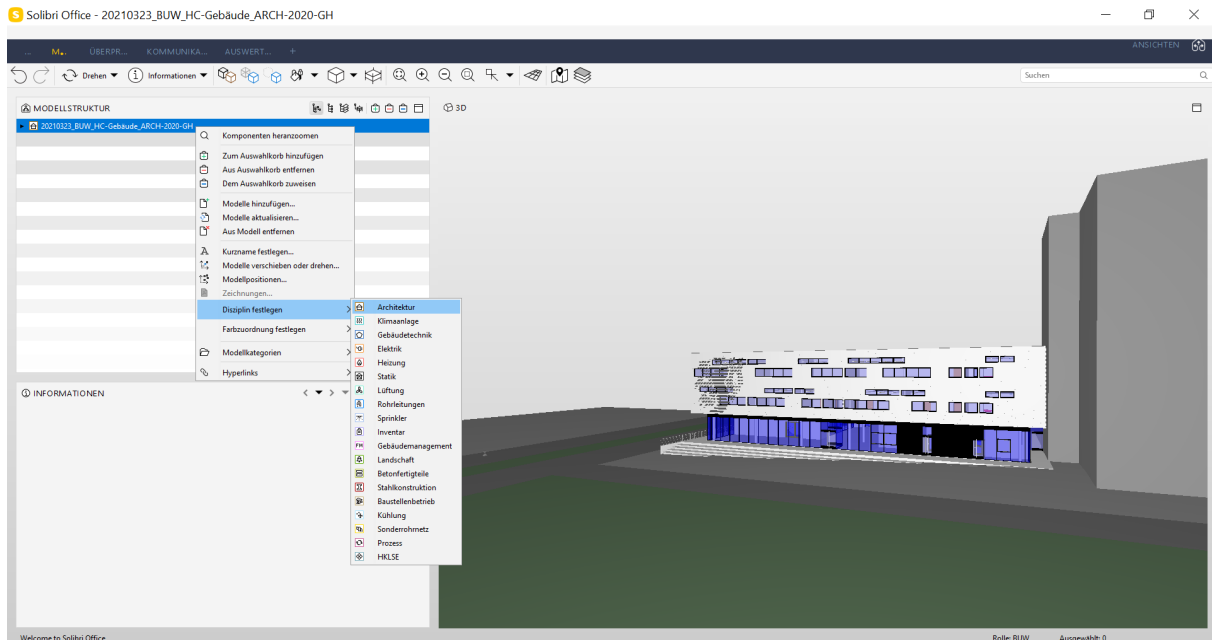 S Solibri Office - 20210323_BUW_HC-Gebäude_ARCH-2020-GH
... M... ÜBERPR... KOMMUNIKA... AUSWERT... + ANSICHTEN
Drehen Informationen Suchen
MODELLSTRUKTUR
3D
20210323_BUW_HC-Gebäude_ARCH-2020-GH
Komponenten heranzoomen
Zum Auswahlkorb hinzufügen
Aus Auswahlkorb entfernen
Dem Auswahlkorb zuweisen
Modelle hinzufügen...
Modelle aktualisieren...
Aus Modell entfernen
Kurzname festlegen...
Modelle verschieben oder drehen...
Modellpositionen...
Zeichnungen...
Disziplin festlegen
Farbzuordnung festlegen
Modellkategorien
Hyperlinks
Architektur
Klimaanlage
Gebäudetechnik
Elektrik
Heizung
Statik
Lüftung
Rohrleitungen
Sprinkler
Inventar
FM Gebäudemanagement
Landschaft
Betonfertigteile
Stahlkonstruktion
Baustellenbetrieb
Kühlung
Sonderrohrnetz
Prozess
HKLSE
INFORMATIONEN
Welcome to Solibri Office
Rolle: BUW Ausgewählt: 0